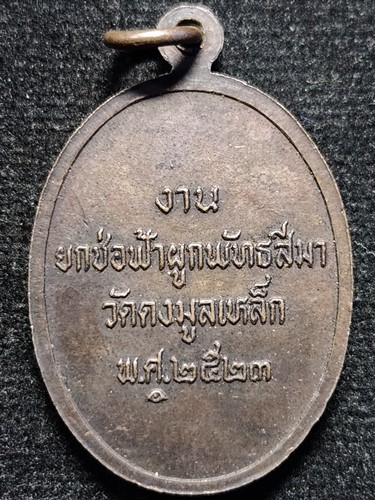 งาน
ยกช่อฟ้าผูกพัทธสีมา
วัดดงมูลเหล็ก
พ.ศ.๒๕๒๓